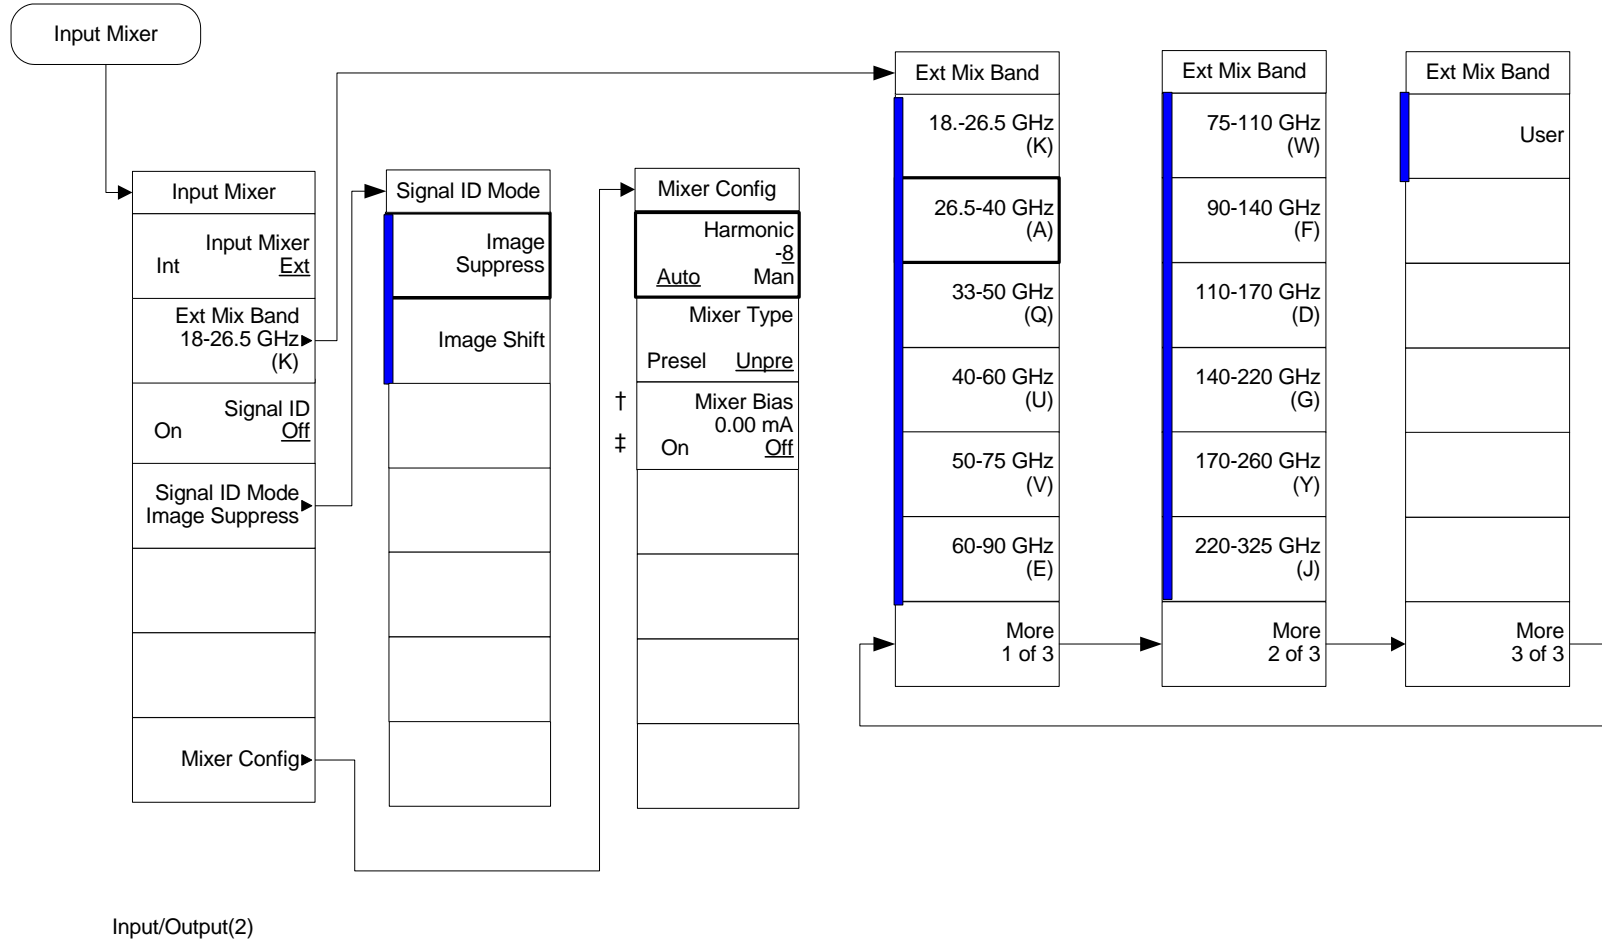 Input Mixer
Input Mixer
Input Mixer
Int Ext
Ext Mix Band
18-26.5 GHz
(K)
Signal ID
On Off
Signal ID Mode
Image Suppress
Mixer Config
Signal ID Mode
Image
Suppress
Image Shift
Mixer Config
Harmonic
-8
Auto Man
Mixer Type
Presel Unpre
† Mixer Bias
0.00 mA
‡ On Off
Ext Mix Band
18.-26.5 GHz
(K)
26.5-40 GHz
(A)
33-50 GHz
(Q)
40-60 GHz
(U)
50-75 GHz
(V)
60-90 GHz
(E)
More
1 of 3
Ext Mix Band
75-110 GHz
(W)
90-140 GHz
(F)
110-170 GHz
(D)
140-220 GHz
(G)
170-260 GHz
(Y)
220-325 GHz
(J)
More
2 of 3
Ext Mix Band
User
More
3 of 3
Input/Output(2)